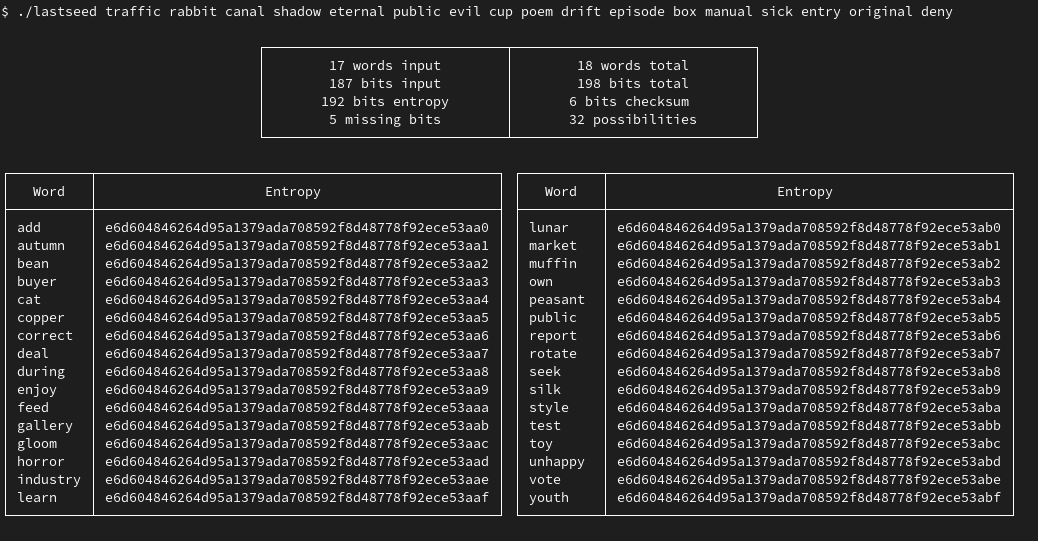 $ ./lastseed traffic rabbit canal shadow eternal public evil cup poem drift episode box manual sick entry original deny
17 words input
187 bits input
192 bits entropy
5 missing bits
18 words total
198 bits total
6 bits checksum
32 possibilities
Word Entropy
add e6d604846264d95a1379ada708592f8d48778f92ece53aa0
autumn e6d604846264d95a1379ada708592f8d48778f92ece53aa1
bean e6d604846264d95a1379ada708592f8d48778f92ece53aa2
buyer e6d604846264d95a1379ada708592f8d48778f92ece53aa3
cat e6d604846264d95a1379ada708592f8d48778f92ece53aa4
copper e6d604846264d95a1379ada708592f8d48778f92ece53aa5
correct e6d604846264d95a1379ada708592f8d48778f92ece53aa6
deal e6d604846264d95a1379ada708592f8d48778f92ece53aa7
during e6d604846264d95a1379ada708592f8d48778f92ece53aa8
enjoy e6d604846264d95a1379ada708592f8d48778f92ece53aa9
feed e6d604846264d95a1379ada708592f8d48778f92ece53aaa
gallery e6d604846264d95a1379ada708592f8d48778f92ece53aab
gloom e6d604846264d95a1379ada708592f8d48778f92ece53aac
horror e6d604846264d95a1379ada708592f8d48778f92ece53aad
industry e6d604846264d95a1379ada708592f8d48778f92ece53aae
learn e6d604846264d95a1379ada708592f8d48778f92ece53aaf
Word Entropy
lunar e6d604846264d95a1379ada708592f8d48778f92ece53ab0
market e6d604846264d95a1379ada708592f8d48778f92ece53ab1
muffin e6d604846264d95a1379ada708592f8d48778f92ece53ab2
own e6d604846264d95a1379ada708592f8d48778f92ece53ab3
peasant e6d604846264d95a1379ada708592f8d48778f92ece53ab4
public e6d604846264d95a1379ada708592f8d48778f92ece53ab5
report e6d604846264d95a1379ada708592f8d48778f92ece53ab6
rotate e6d604846264d95a1379ada708592f8d48778f92ece53ab7
seek e6d604846264d95a1379ada708592f8d48778f92ece53ab8
silk e6d604846264d95a1379ada708592f8d48778f92ece53ab9
style e6d604846264d95a1379ada708592f8d48778f92ece53aba
test e6d604846264d95a1379ada708592f8d48778f92ece53abb
toy e6d604846264d95a1379ada708592f8d48778f92ece53abc
unhappy e6d604846264d95a1379ada708592f8d48778f92ece53abd
vote e6d604846264d95a1379ada708592f8d48778f92ece53abe
youth e6d604846264d95a1379ada708592f8d48778f92ece53abf